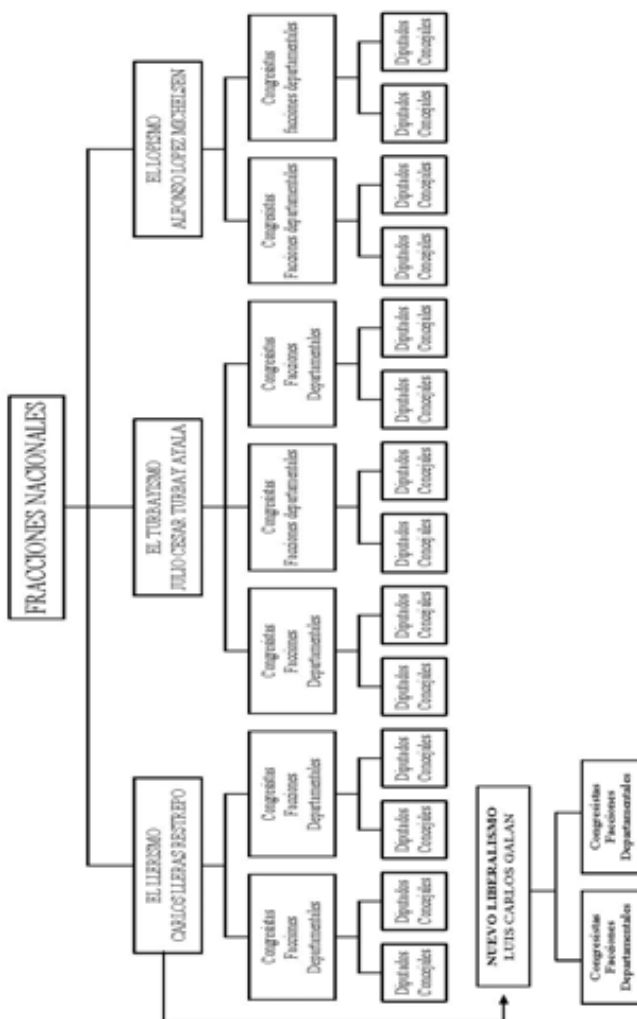 FRACCIONES NACIONALES
EL LLERISMO
CARLOS LLERAS RESTREPO
EL TURBAYISMO
JULIO CESAR TURBAY AYALA
EL LOPISMO
ALFONSO LOPEZ MICHELSEN
Congresistas
Facciones
Departamentales
Congresistas
Facciones
Departamentales
Congresistas
Facciones
Departamentales
Congresistas
Facciones departamentales
Congresistas
Facciones
Departamentales
Congresistas
Facciones departamentales
Congresistas
facciones departamentales
Diputados
Concejales
Diputados
Concejales
Diputados
Concejales
Diputados
Concejales
Diputados
Concejales
Diputados
Concejales
Diputados
Concejales
Diputados
Concejales
Diputados
Concejales
Diputados
Concejales
Diputados
Concejales
Diputados
Concejales
Diputados
Concejales
Diputados
Concejales
NUEVO LIBERALISMO
LUIS CARLOS GALAN
Congresistas
Facciones
Departamentales
Congresistas
Facciones
Departamentales